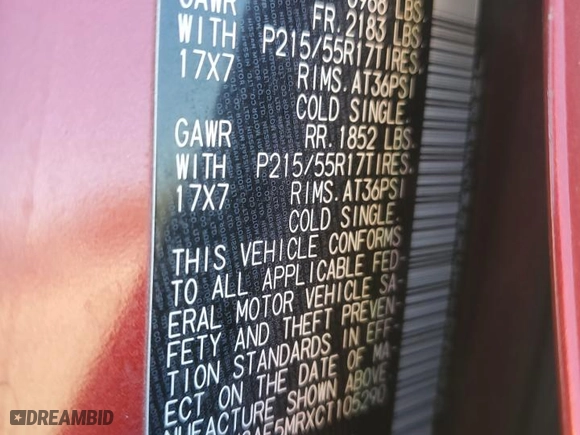 GAWR
FR. 2183 LBS.
WITH P215/55R17TIRES.
17X7 RIMS. AT36PSI
COLD SINGLE.
GAWR RR. 1852 LBS.
WITH P215/55R17TIRES.
17X7 RIMS. AT36PSI
COLD SINGLE.
THIS VEHICLE CONFORMS
TO ALL APPLICABLE FED-
ERAL MOTOR VEHICLE SA-
FETY AND THEFT PREVEN-
TION STANDARDS IN EFF-
ECT ON THE DATE OF MA-
NUFACTURE SHOWN ABOVE.
DREAMBID